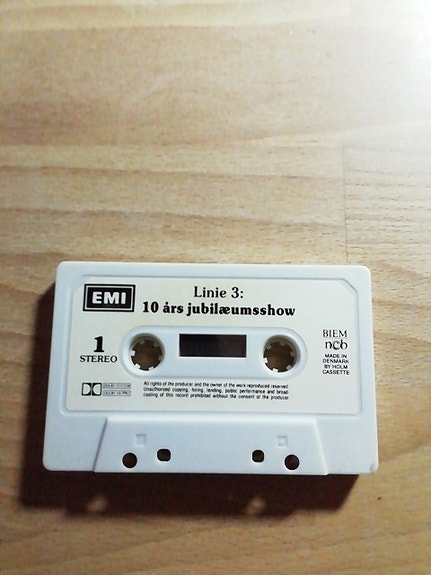 EMI
Linie 3:
10 års jubilæumsshow
1
STEREO
BIEM
ncb
MADE IN
DENMARK
BY HOLM
CASSETTE
DOLBY SYSTEM
All rights of the producer and the owner of the work reproduced reserved
Unauthorized copying, hiring, lending, public performance and broad
casting of this record prohibited without the consent of the producer